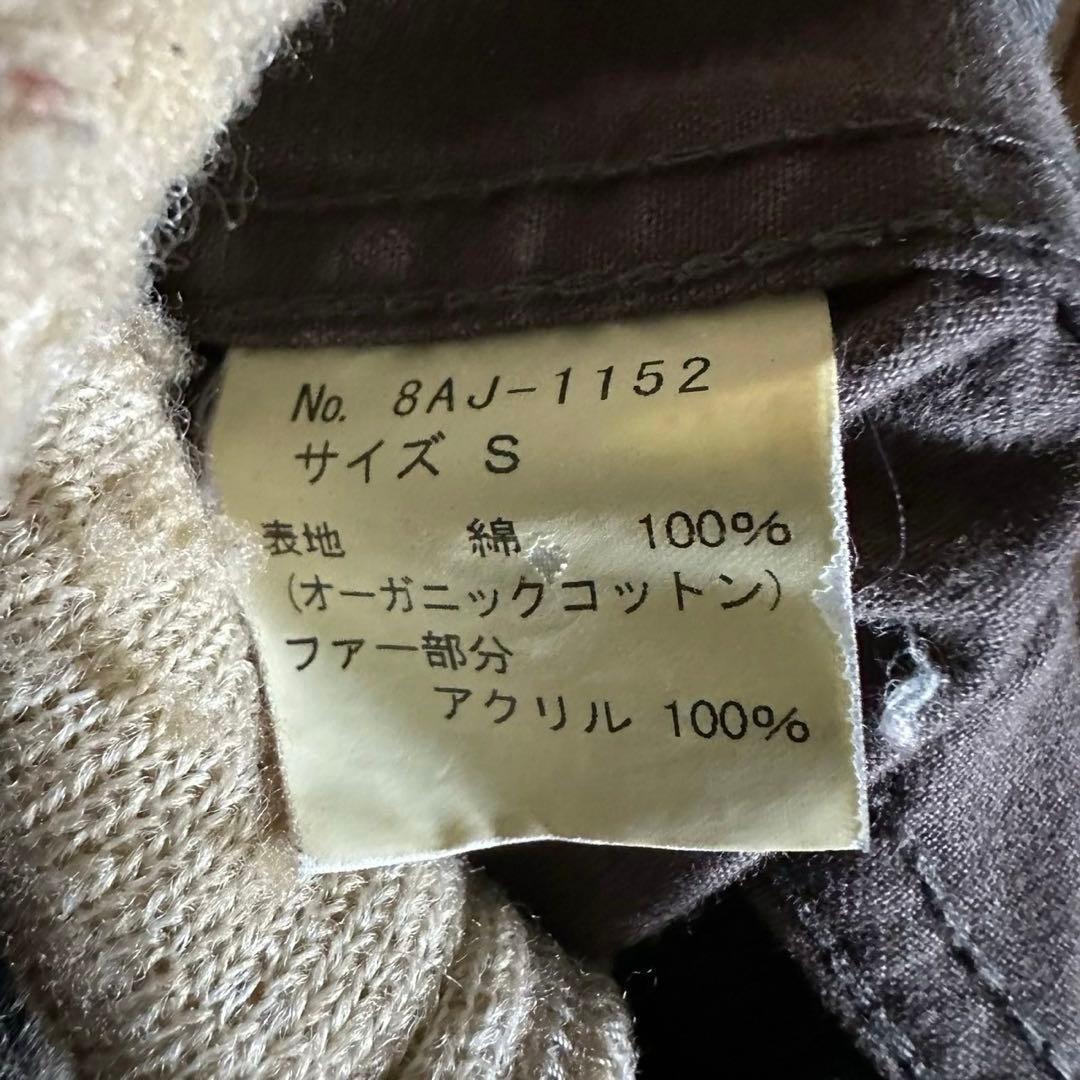 No. 8AJ-1152
サイズ S
表地 綿 100%
(オーガニックコットン)
ファー部分
アクリル 100%